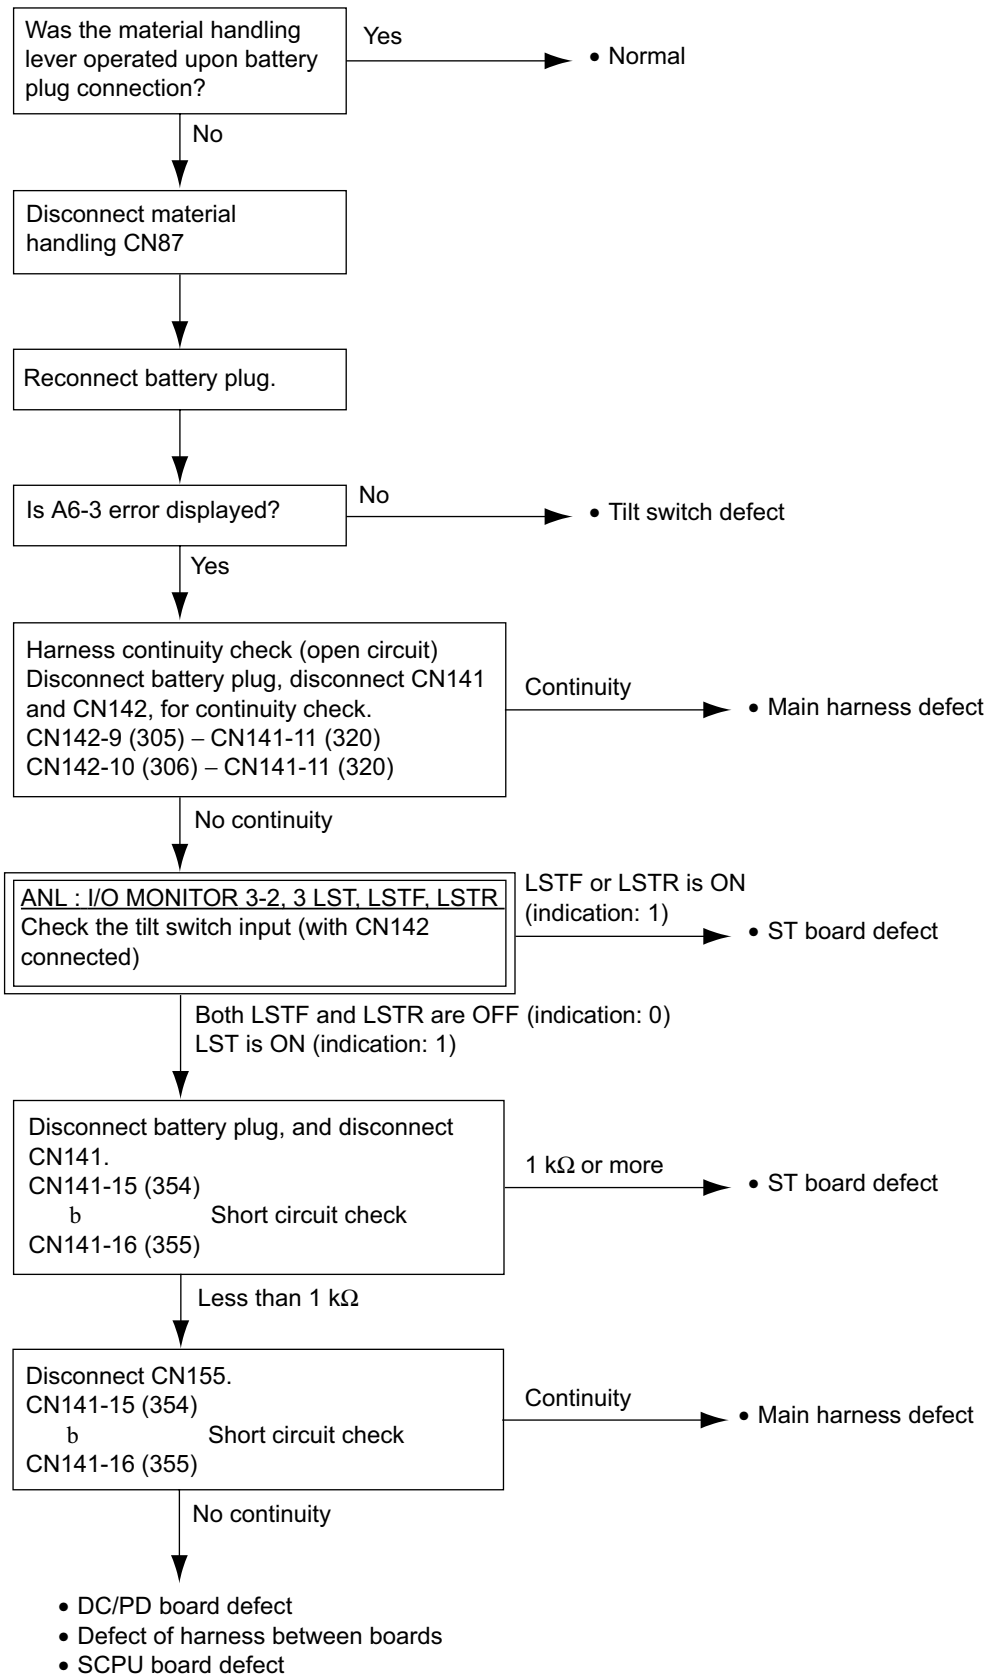 Was the material handling
lever operated upon battery
plug connection?
Yes
• Normal
No
Disconnect material
handling CN87
Reconnect battery plug.
Is A6-3 error displayed?
No
• Tilt switch defect
Yes
Harness continuity check (open circuit)
Disconnect battery plug, disconnect CN141
and CN142, for continuity check.
CN142-9 (305) – CN141-11 (320)
CN142-10 (306) – CN141-11 (320)
Continuity
• Main harness defect
No continuity
ANL : I/O MONITOR 3-2, 3 LST, LSTF, LSTR
Check the tilt switch input (with CN142
connected)
LSTF or LSTR is ON
(indication: 1)
• ST board defect
Both LSTF and LSTR are OFF (indication: 0)
LST is ON (indication: 1)
Disconnect battery plug, and disconnect
CN141.
CN141-15 (354)
b Short circuit check
CN141-16 (355)
1 kΩ or more
• ST board defect
Less than 1 kΩ
Disconnect CN155.
CN141-15 (354)
b Short circuit check
CN141-16 (355)
Continuity
• Main harness defect
No continuity
• DC/PD board defect
• Defect of harness between boards
• SCPU board defect